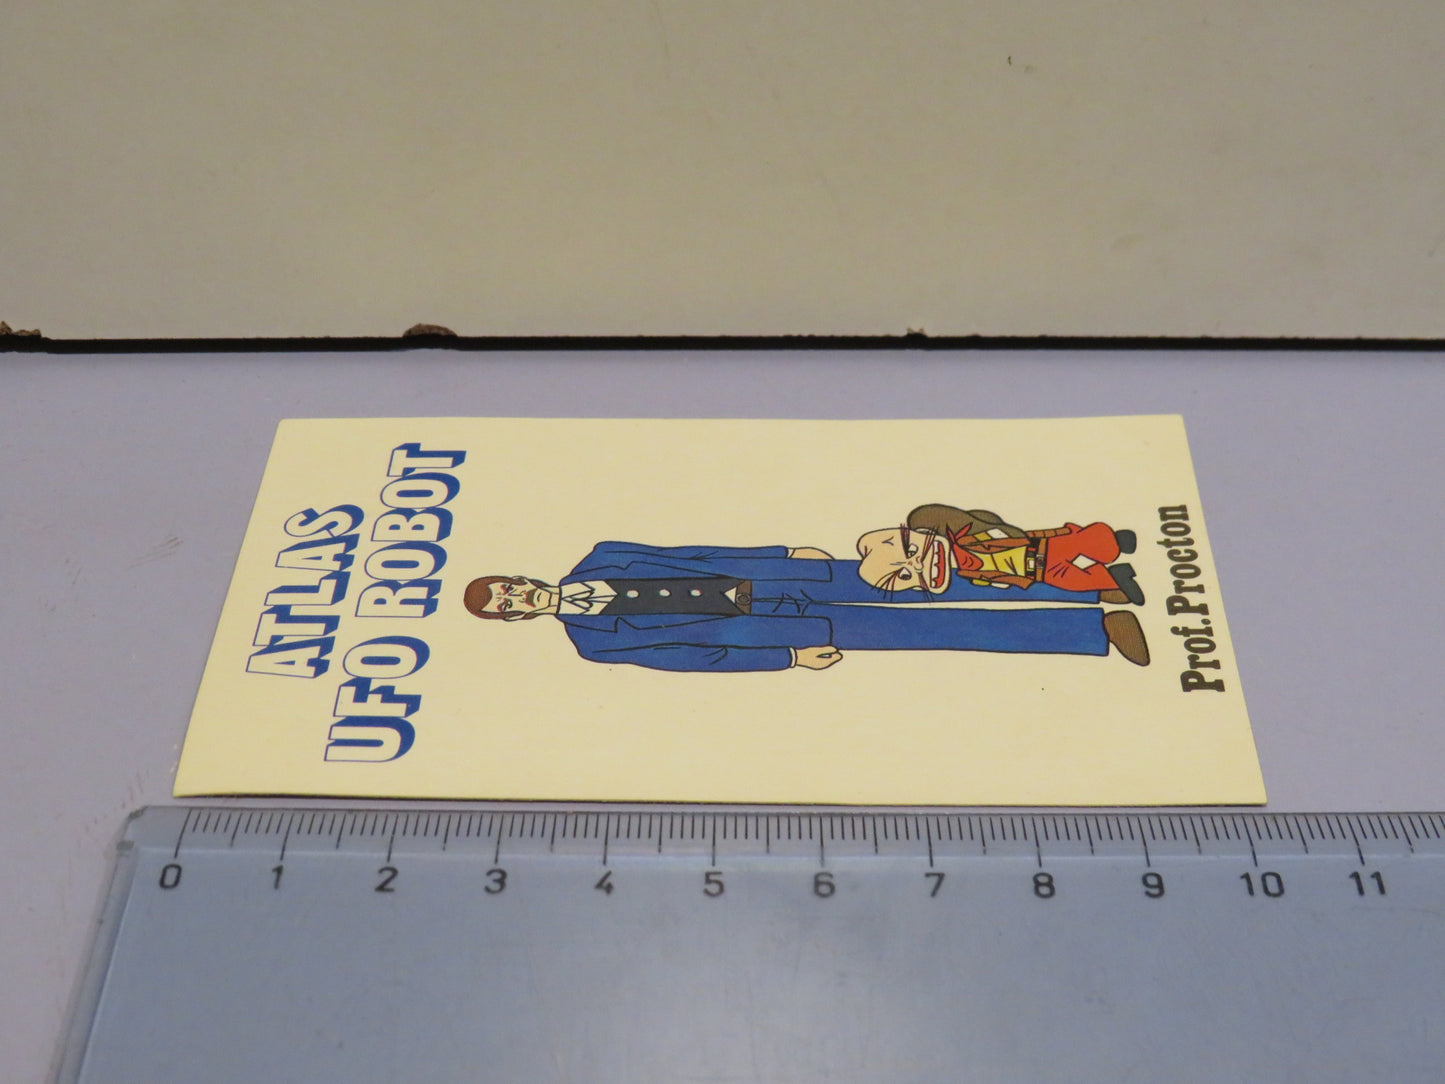 ATLAS
UFO ROBOT
Prof.Procton
0 1 2 3 4 5 6 7 8 9 10 11